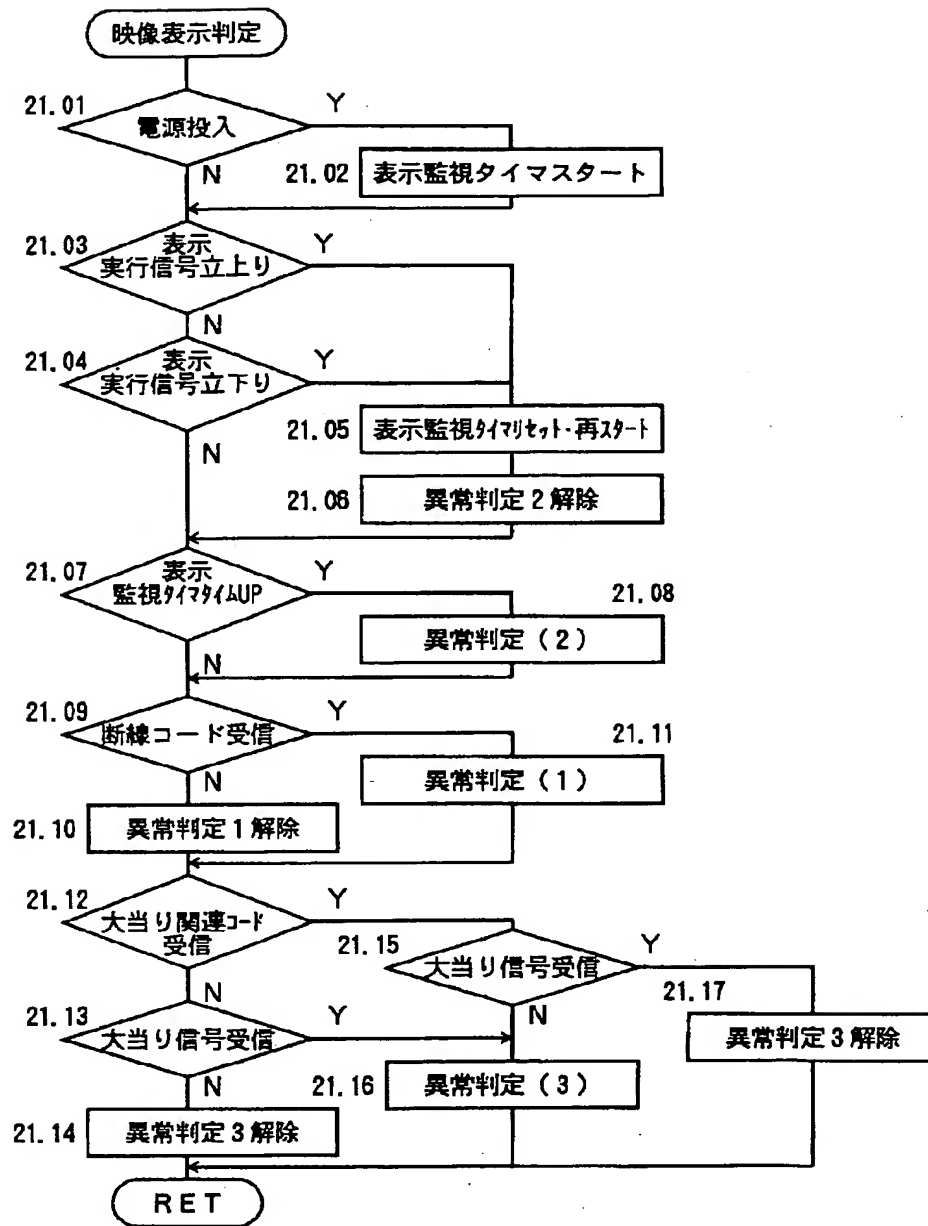 映像表示判定
21.01
電源投入
Y
N
21.02
表示監視タイマスタート
21.03
表示
実行信号立上り
Y
N
21.04
表示
実行信号立下り
Y
N
21.05
表示監視タイマリセット・再スタート
21.06
異常判定2解除
21.07
表示
監視タイマタイムUP
Y
N
21.08
異常判定(2)
21.09
断線コード受信
Y
N
21.11
異常判定(1)
21.10
異常判定1解除
21.12
大当り関連コード
受信
Y
N
21.15
大当り信号受信
Y
N
21.17
異常判定3解除
21.13
大当り信号受信
Y
N
21.16
異常判定(3)
21.14
異常判定3解除
RET